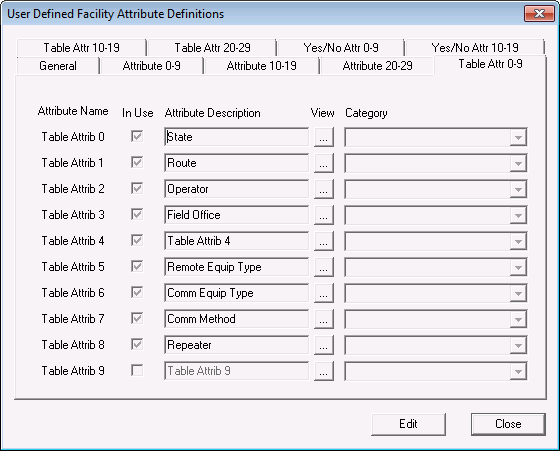 User Defined Facility Attribute Definitions
Table Attr 10-19 Table Attr 20-29 Yes/No Attr 0-9 Yes/No Attr 10-19
General Attribute 0-9 Attribute 10-19 Attribute 20-29 Table Attr 0-9
Attribute Name In Use Attribute Description View Category
Table Attrib 0 State ...
Table Attrib 1 Route ...
Table Attrib 2 Operator ...
Table Attrib 3 Field Office ...
Table Attrib 4 Table Attrib 4 ...
Table Attrib 5 Remote Equip Type ...
Table Attrib 6 Comm Equip Type ...
Table Attrib 7 Comm Method ...
Table Attrib 8 Repeater ...
Table Attrib 9 Table Attrib 9 ...
Edit Close